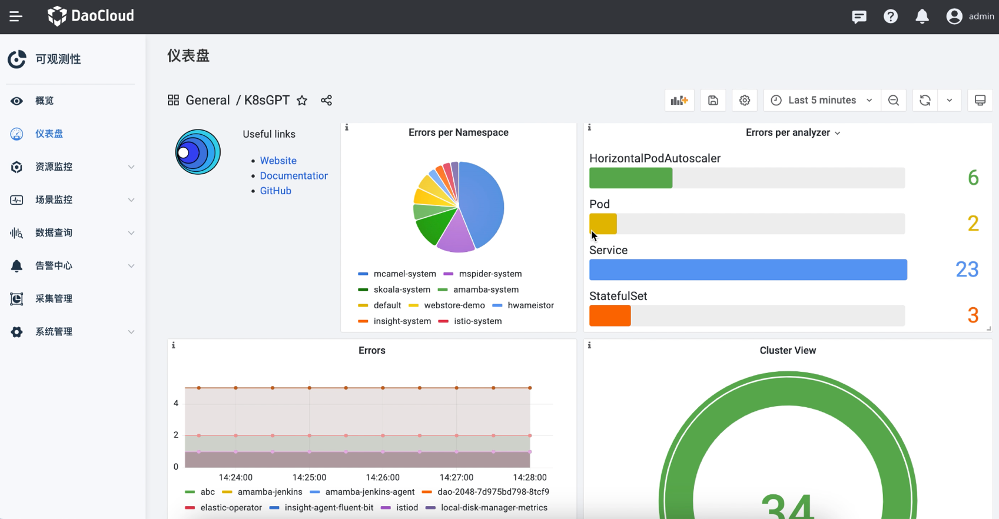 DaoCloud
admin
可观测性
概览
仪表盘
资源监控
场景监控
数据查询
告警中心
采集管理
系统管理
仪表盘
General / K8sGPT
Last 5 minutes
Useful links
Website
Documentation
GitHub
Errors per Namespace
mcamel-system mspider-system
skoala-system amamba-system
default webstore-demo hwameistor
insight-system istio-system
Errors per analyzer
HorizontalPodAutoscaler
6
Pod
2
Service
23
StatefulSet
3
Errors
4
2
0
14:24:00 14:25:00 14:26:00 14:27:00 14:28:00
abc amamba-jenkins amamba-jenkins-agent dao-2048-7d975bd798-8tcf9
elastic-operator insight-agent-fluent-bit istiod local-disk-manager-metrics
Cluster View
34